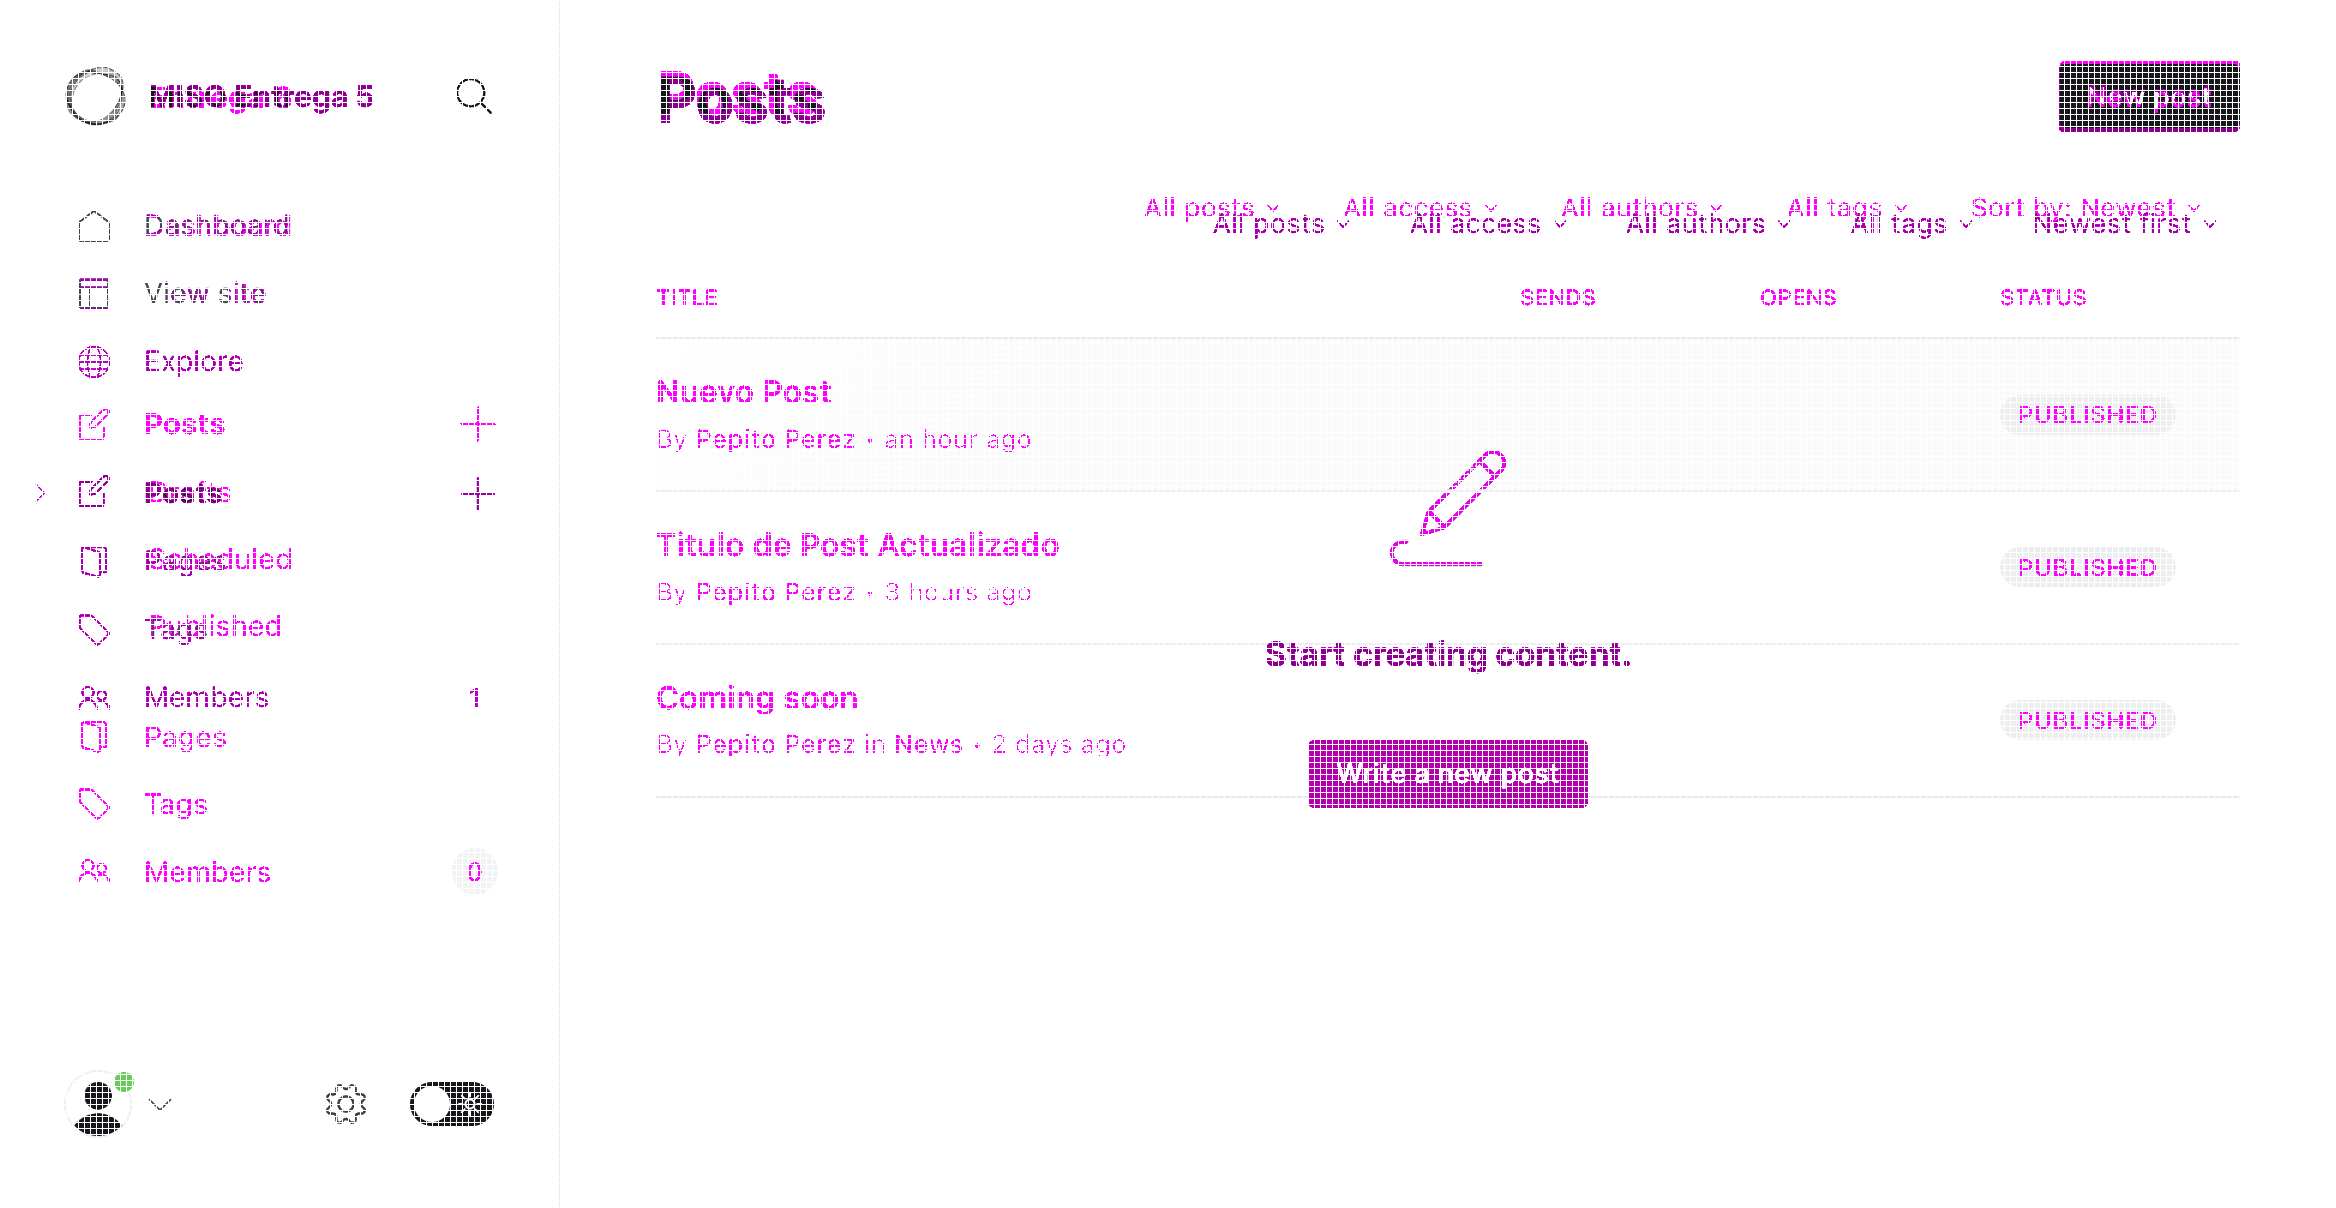 Entrega 5
Posts
New post
Dashboard
View site
Explore
Posts
Posts
Drafts
Pages
Scheduled
Tags
Published
Members 1
Pages
Tags
Members 0
All posts All access All authors All tags Sort by: Newest
All posts All access All authors All tags Newest first
TITLE SENDS OPENS STATUS
Nuevo Post
By Pepito Perez • an hour ago
PUBLISHED
Titulo de Post Actualizado
By Pepito Perez • 3 hours ago
PUBLISHED
Start creating content.
Coming soon
By Pepito Perez in News • 2 days ago
PUBLISHED
Write a new post